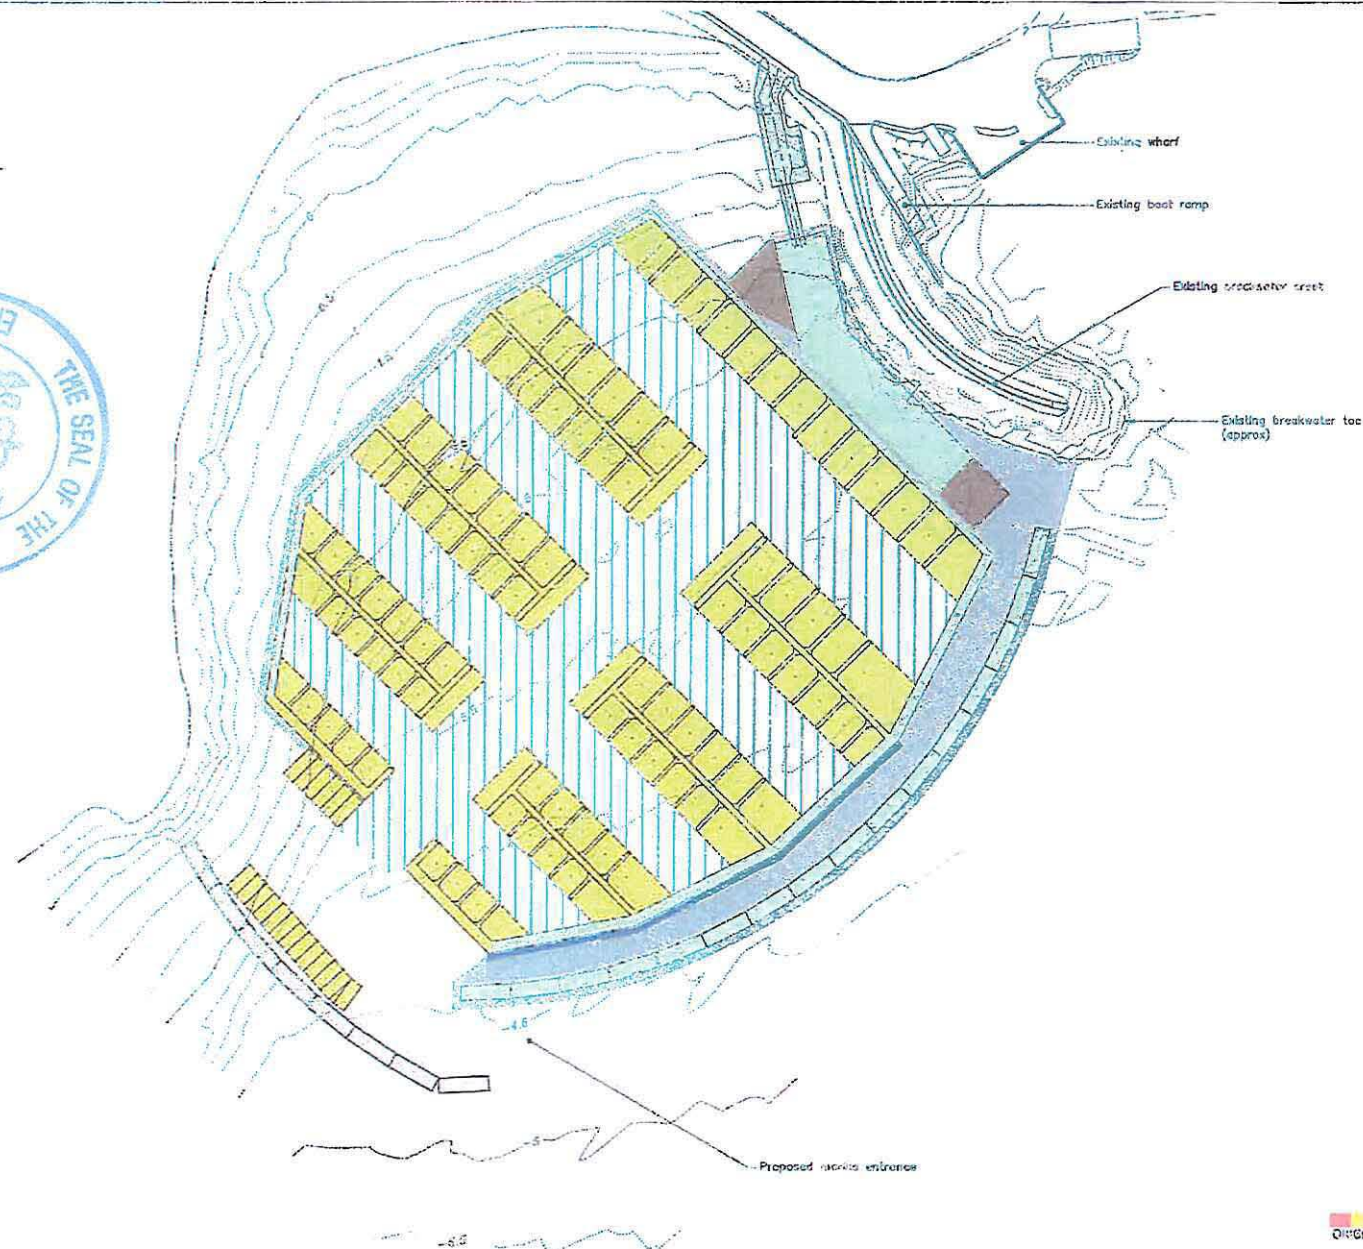 Existing wharf
Existing boat ramp
Existing breakwater crest
Existing breakwater toe
(approx)
THE SEAL OF THE
-4.6
-5
Proposed marina entrance